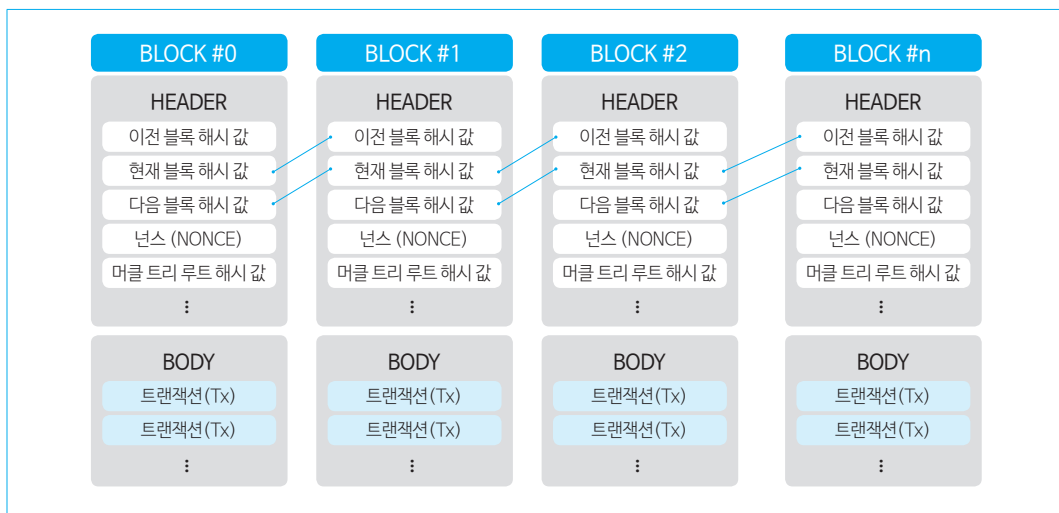 BLOCK #0
HEADER
이전 블록 해시 값
현재 블록 해시 값
다음 블록 해시 값
넌스 (NONCE)
머클 트리 루트 해시 값
⋮
BODY
트랜잭션(Tx)
트랜잭션(Tx)
⋮
BLOCK #1
HEADER
이전 블록 해시 값
현재 블록 해시 값
다음 블록 해시 값
넌스 (NONCE)
머클 트리 루트 해시 값
⋮
BODY
트랜잭션(Tx)
트랜잭션(Tx)
⋮
BLOCK #2
HEADER
이전 블록 해시 값
현재 블록 해시 값
다음 블록 해시 값
넌스 (NONCE)
머클 트리 루트 해시 값
⋮
BODY
트랜잭션(Tx)
트랜잭션(Tx)
⋮
BLOCK #n
HEADER
이전 블록 해시 값
현재 블록 해시 값
다음 블록 해시 값
넌스 (NONCE)
머클 트리 루트 해시 값
⋮
BODY
트랜잭션(Tx)
트랜잭션(Tx)
⋮